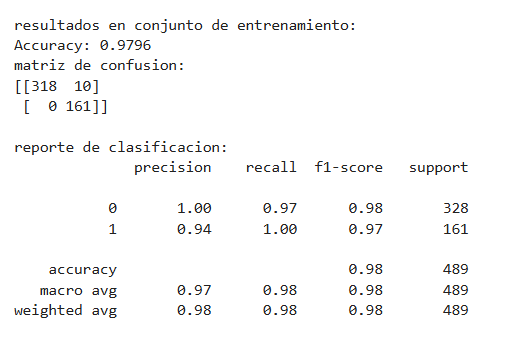 resultados en conjunto de entrenamiento:
Accuracy: 0.9796
matriz de confusion:
[[318  10]
 [  0 161]]
reporte de clasificacion:
              precision    recall  f1-score   support
           0       1.00      0.97      0.98       328
           1       0.94      1.00      0.97       161
    accuracy                           0.98       489
   macro avg       0.97      0.98      0.98       489
weighted avg       0.98      0.98      0.98       489